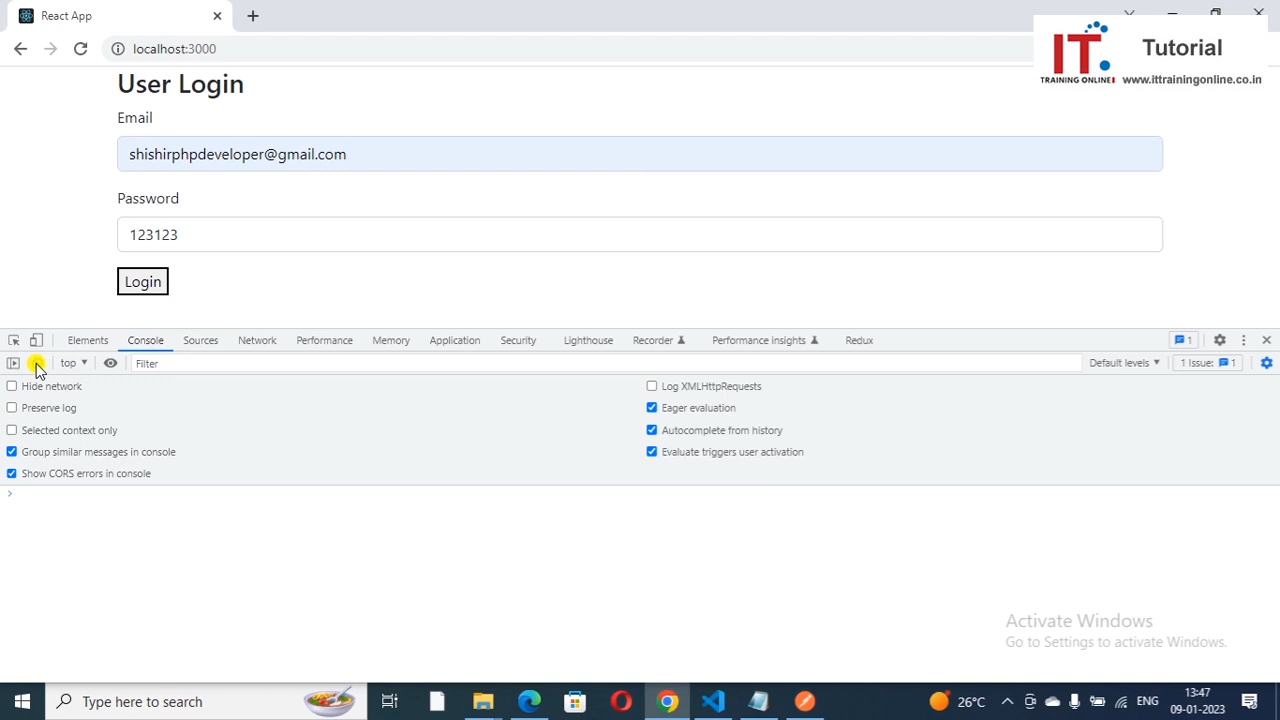 React App
localhost:3000
IT.
TRAINING ONLINE
Tutorial
www.ittrainingonline.co.in
User Login
Email
shishirphpdeveloper@gmail.com
Password
123123
Login
Elements Console Sources Network Performance Memory Application Security Lighthouse Recorder Performance insights Redux 1
top Filter Default levels 1 Issue: 1
Hide network
Log XMLHttpRequests
Preserve log
Eager evaluation
Selected context only
Autocomplete from history
Group similar messages in console
Evaluate triggers user activation
Show CORS errors in console
Activate Windows
Go to Settings to activate Windows.
Type here to search
26°C ENG
13:47
09-01-2023